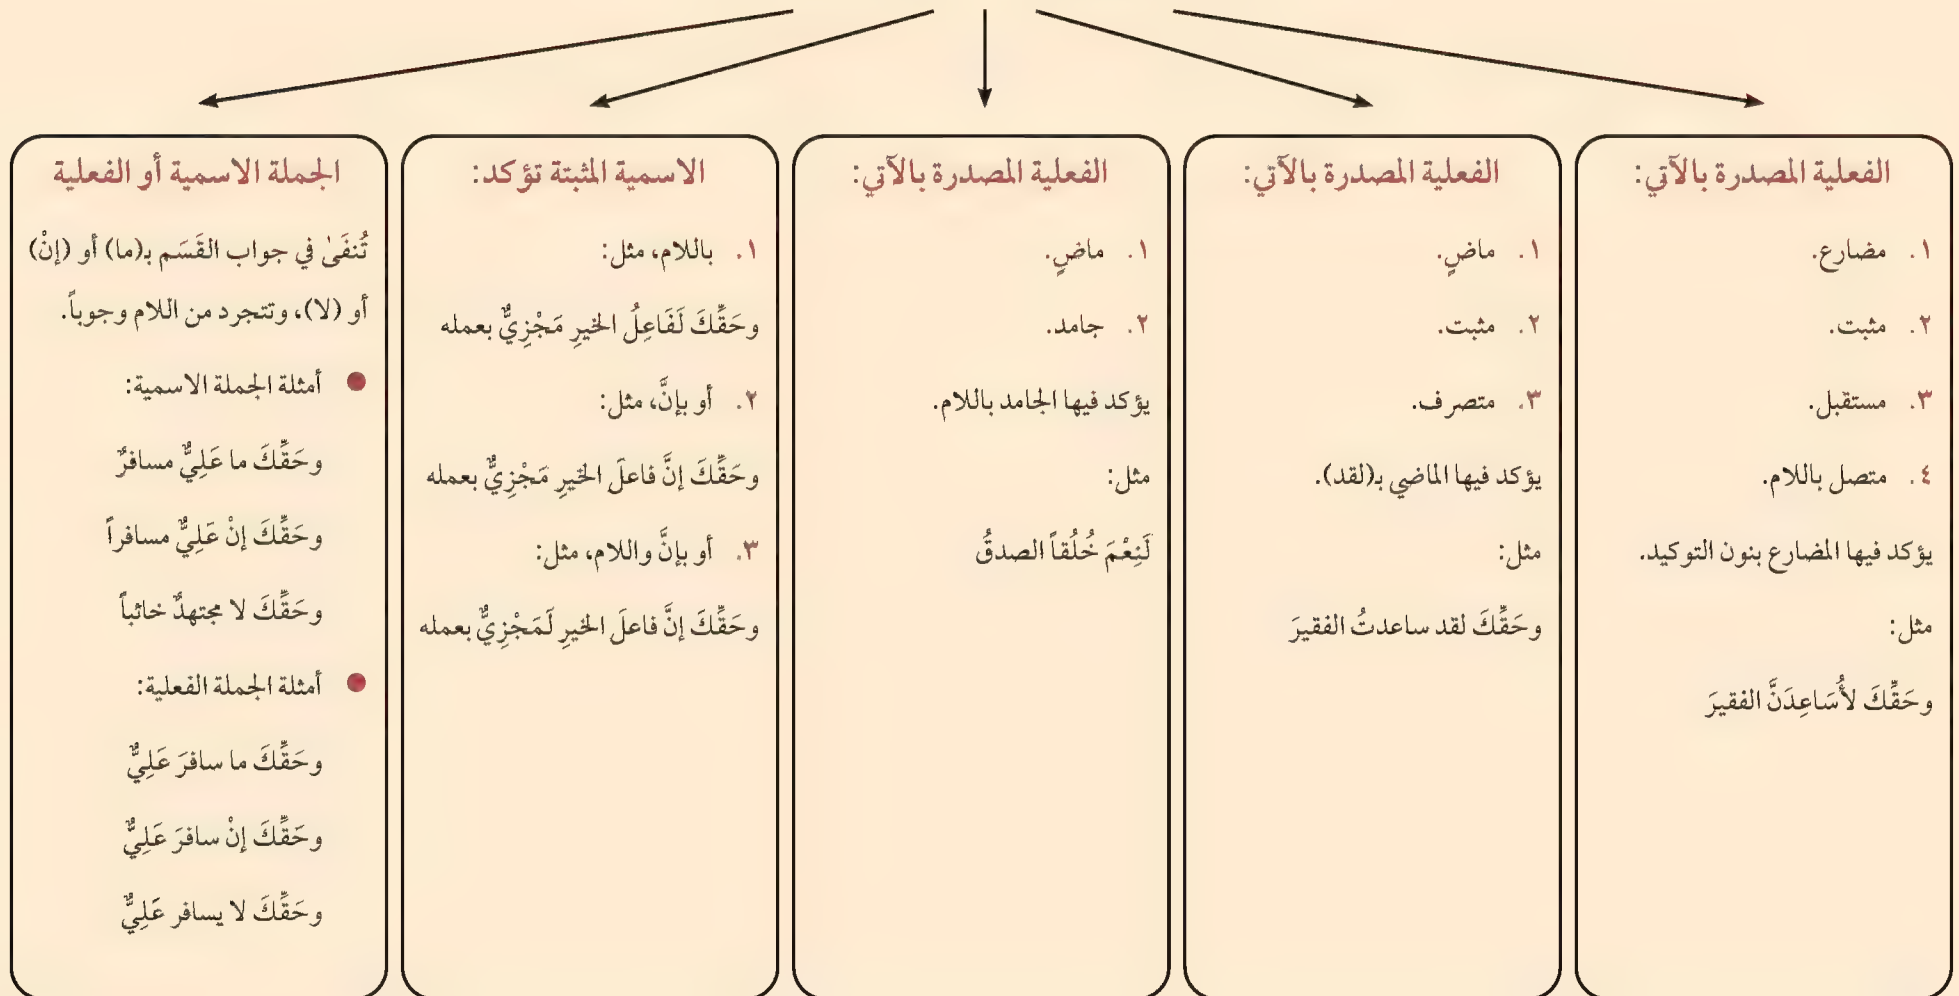 الفعلية المصدرة بالآتي:
١. مضارع.
٢. مثبت.
٣. مستقبل.
٤. متصل باللام.
يؤكد فيها المضارع بنون التوكيد.
مثل:
وحَقِّكَ لأُسَاعِدَنَّ الفقيرَ
الفعلية المصدرة بالآتي:
١. ماضٍ.
٢. مثبت.
٣. متصرف.
يؤكد فيها الماضي بـ(لقد).
مثل:
وحَقِّكَ لقد ساعدتُ الفقيرَ
الفعلية المصدرة بالآتي:
١. ماضٍ.
٢. جامد.
يؤكد فيها الجامد باللام.
مثل:
لَنِعْمَ خُلُقاً الصدقُ
الاسمية المثبتة تؤكد:
١. باللام، مثل:
وحَقِّكَ لَفَاعِلُ الخيرِ مَجْزِيٌّ بعمله
٢. أو بإنَّ، مثل:
وحَقِّكَ إنَّ فاعلَ الخيرِ مَجْزِيٌّ بعمله
٣. أو بإنَّ واللام، مثل:
وحَقِّكَ إنَّ فاعلَ الخيرِ لَمَجْزِيٌّ بعمله
الجملة الاسمية أو الفعلية
تُنفَىٰ في جواب القَسَم بـ(ما) أو (إنْ)
أو (لا)، وتتجرد من اللام وجوباً.
● أمثلة الجملة الاسمية:
وحَقِّكَ ما عَلِيٌّ مسافرٌ
وحَقِّكَ إنْ عَلِيٌّ مسافراً
وحَقِّكَ لا مجتهدٌ خائباً
● أمثلة الجملة الفعلية:
وحَقِّكَ ما سافرَ عَلِيٌّ
وحَقِّكَ إنْ سافرَ عَلِيٌّ
وحَقِّكَ لا يسافر عَلِيٌّ